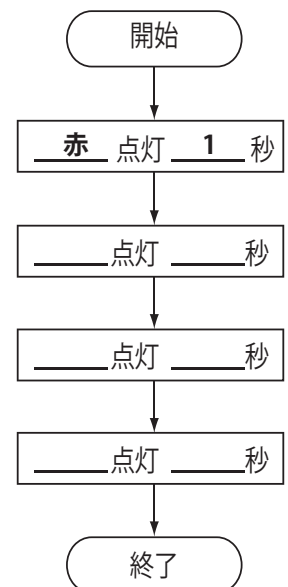 開始
赤 点灯 1 秒
点灯 秒
点灯 秒
点灯 秒
終了